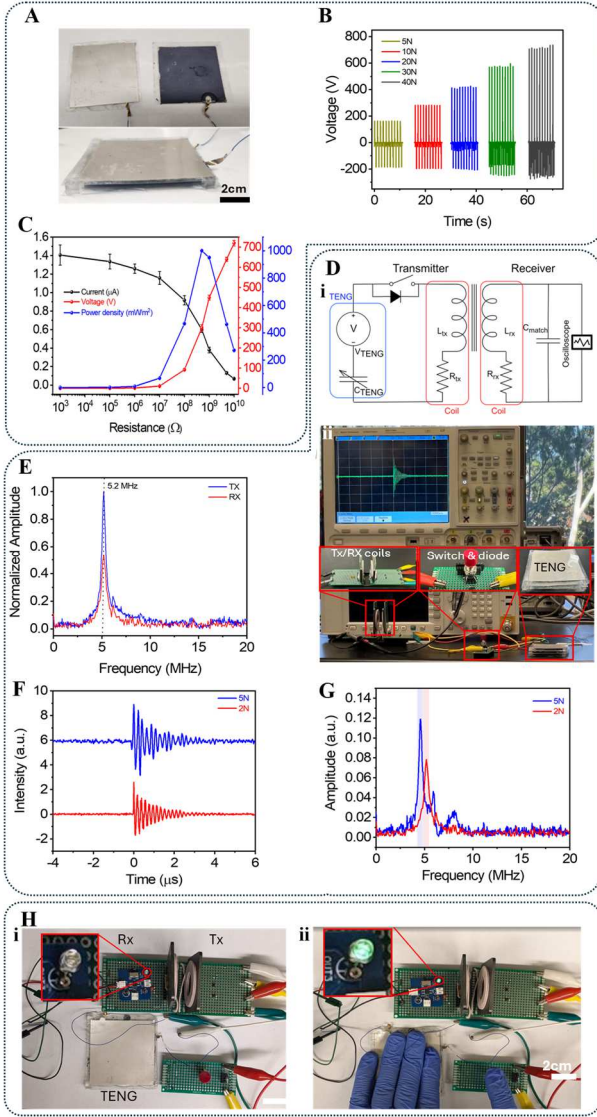 A
2cm
B
Voltage (V)
800
600
400
200
0
-200
5N
10N
20N
30N
40N
0 20 40 60 80
Time (s)
C
1.6
1.4
1.2
1.0
0.8
0.6
0.4
0.2
0.0
Current (μA)
Voltage (V)
Power density (mW/m²)
700
600
500
400
300
200
100
0
1000
800
600
400
200
0
10³ 10⁵ 10⁶ 10⁷ 10⁸ 10⁹ 10¹⁰
Resistance (Ω)
D
i
Transmitter
Receiver
TENG
V
V_TENG
C_TENG
L_tx
L_rx
R_tx
R_rx
C_match
Oscilloscope
Coil
Coil
ii
Tx/RX coils
Switch & diode
TENG
E
Normalized Amplitude
1.0
0.8
0.6
0.4
0.2
0.0
5.2 MHz
TX
RX
0 5 10 15 20
Frequency (MHz)
F
Intensity (a.u.)
10
8
6
4
2
0
-2
5N
2N
-4 -2 0 2 4 6
Time (μs)
G
Amplitude (a.u.)
0.14
0.12
0.10
0.08
0.06
0.04
0.02
0.00
5N
2N
0 5 10 15 20
Frequency (MHz)
H
i
Rx
Tx
TENG
ii
2cm